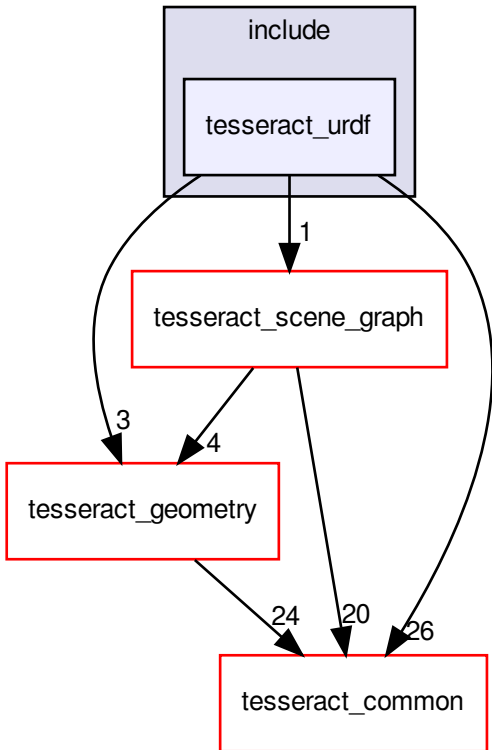 include
tesseract_urdf
1
tesseract_scene_graph
3
4
tesseract_geometry
24
20
26
tesseract_common